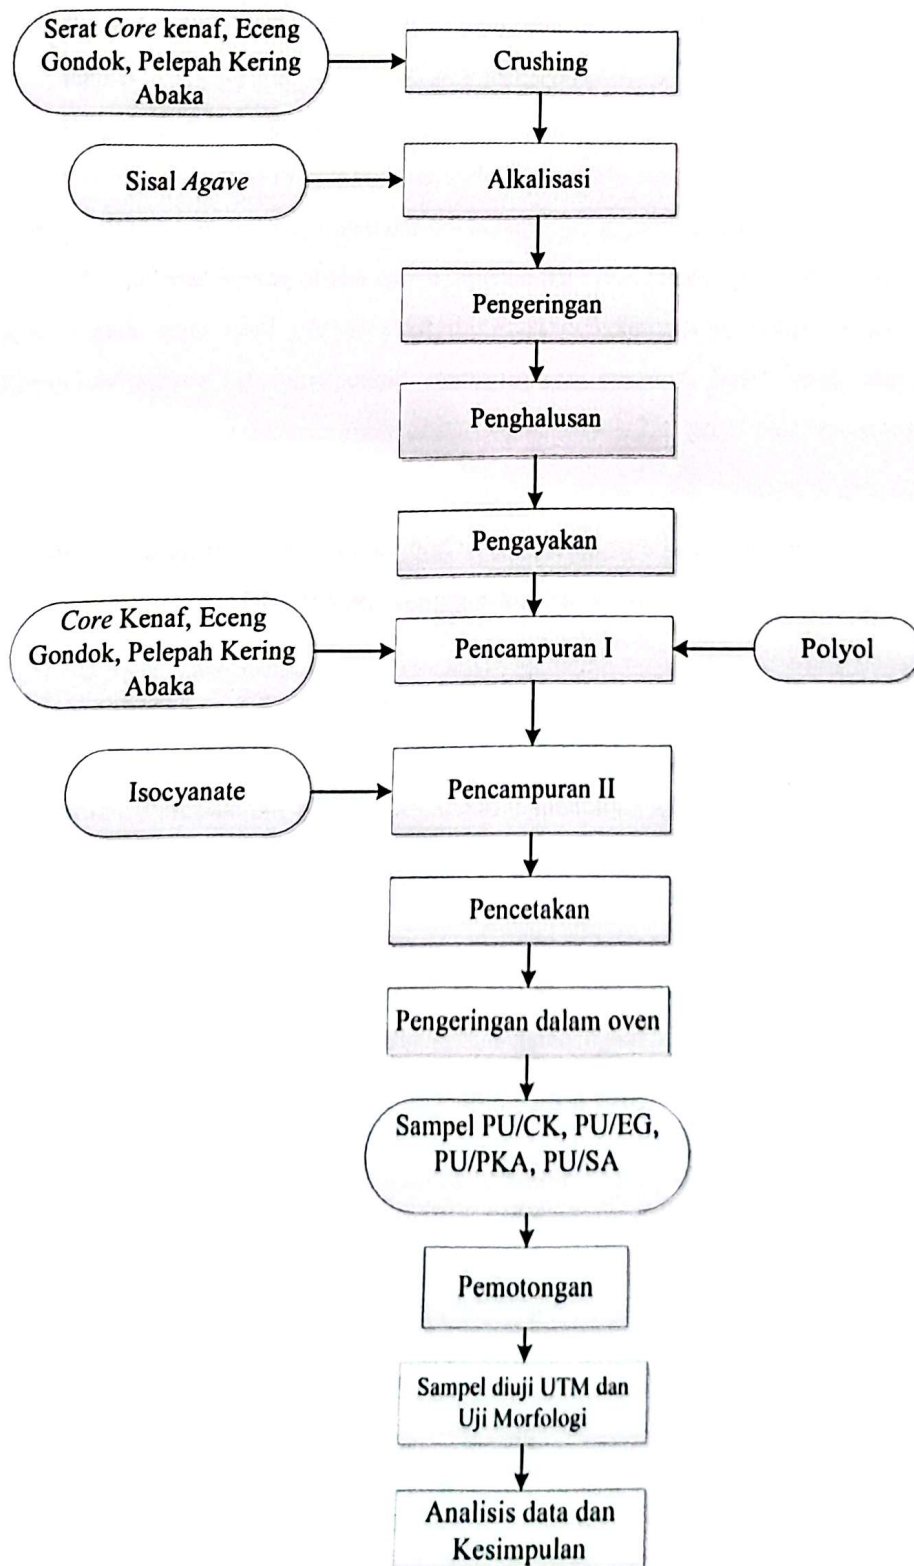 Serat Core kenaf, Eceng
Gondok, Pelepah Kering
Abaka
Crushing
Sisal Agave
Alkalisasi
Pengeringan
Penghalusan
Pengayakan
Core Kenaf, Eceng
Gondok, Pelepah Kering
Abaka
Pencampuran I
Polyol
Isocyanate
Pencampuran II
Pencetakan
Pengeringan dalam oven
Sampel PU/CK, PU/EG,
PU/PKA, PU/SA
Pemotongan
Sampel diuji UTM dan
Uji Morfologi
Analisis data dan
Kesimpulan